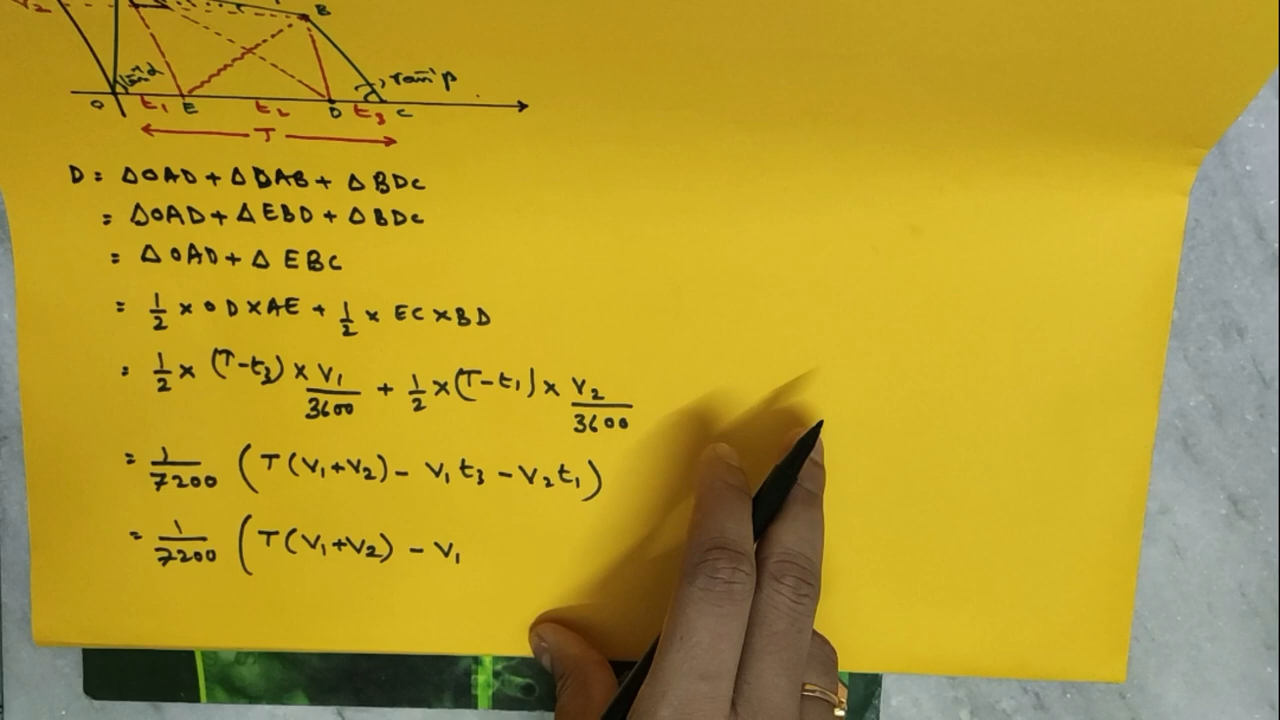 V₂ B
tan⁻¹α tan⁻¹β
O t₁ E t₂ D t₃ C
T
D = ΔOAD + ΔDAB + ΔBDC
= ΔOAD + ΔEBD + ΔBDC
= ΔOAD + ΔEBC
= 1/2 × OD × AE + 1/2 × EC × BD
= 1/2 × (T-t₃) × V₁/3600 + 1/2 × (T-t₁) × V₂/3600
= 1/7200 (T(V₁+V₂) - V₁t₃ - V₂t₁)
= 1/7200 (T(V₁+V₂) - V₁